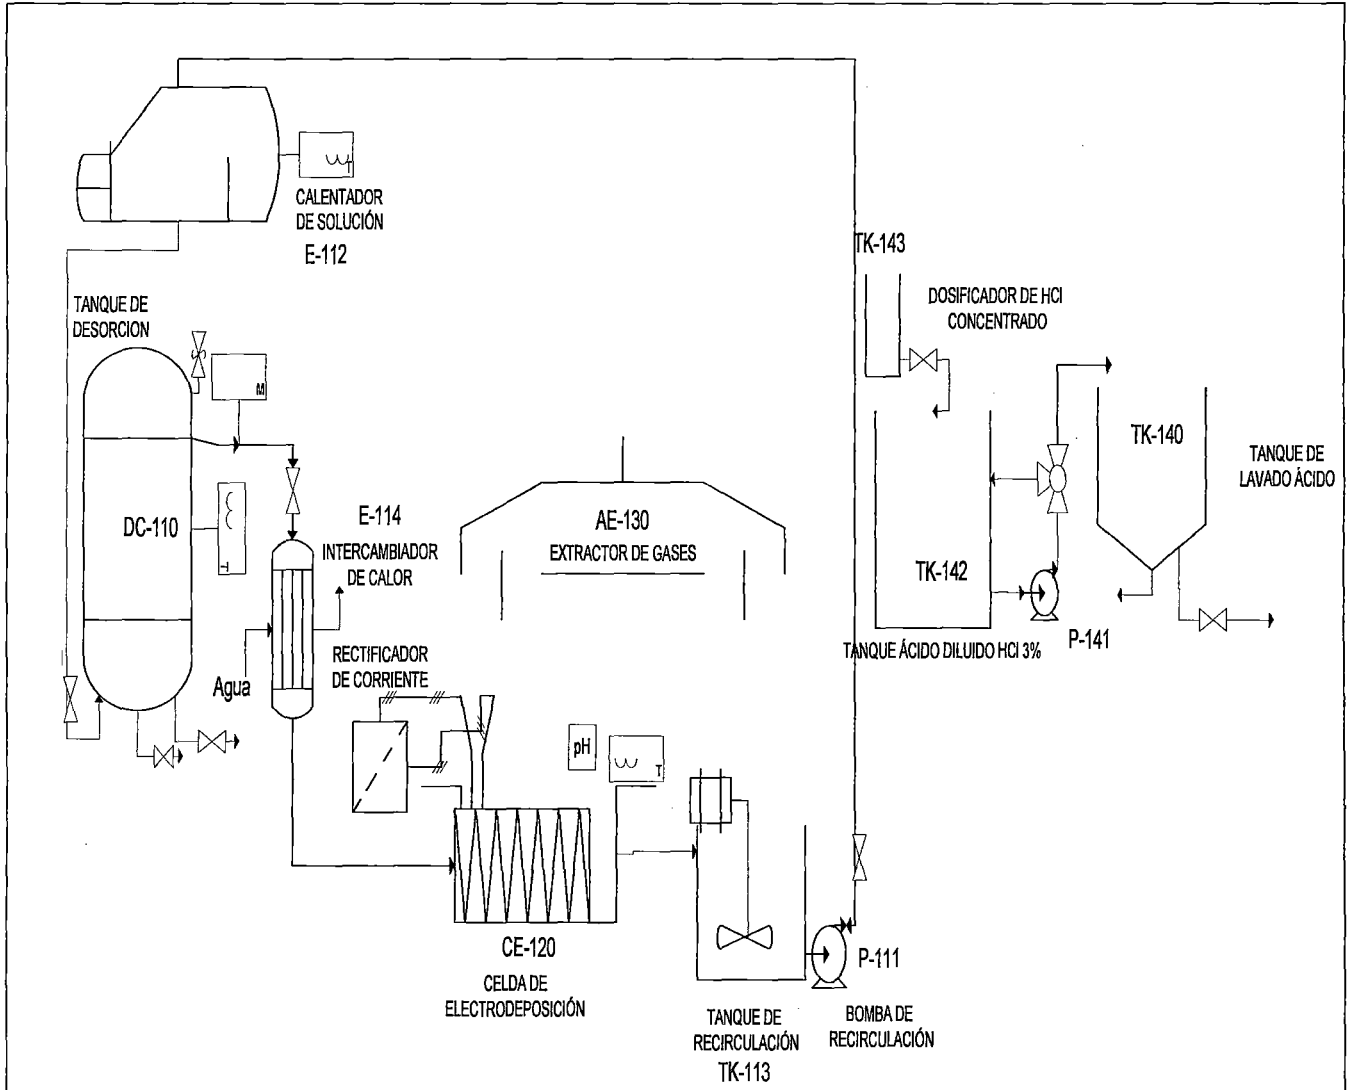 T
CALENTADOR
DE SOLUCIÓN
E-112
TK-143
DOSIFICADOR DE HCl
CONCENTRADO
TANQUE DE
DESORCION
M
DC-110
T
E-114
INTERCAMBIADOR
DE CALOR
AE-130
EXTRACTOR DE GASES
TK-140
TANQUE DE
LAVADO ÁCIDO
TK-142
P-141
TANQUE ÁCIDO DILUIDO HCl 3%
Agua
RECTIFICADOR
DE CORRIENTE
pH
T
CE-120
CELDA DE
ELECTRODEPOSICIÓN
P-111
TANQUE DE
RECIRCULACIÓN
TK-113
BOMBA DE
RECIRCULACIÓN